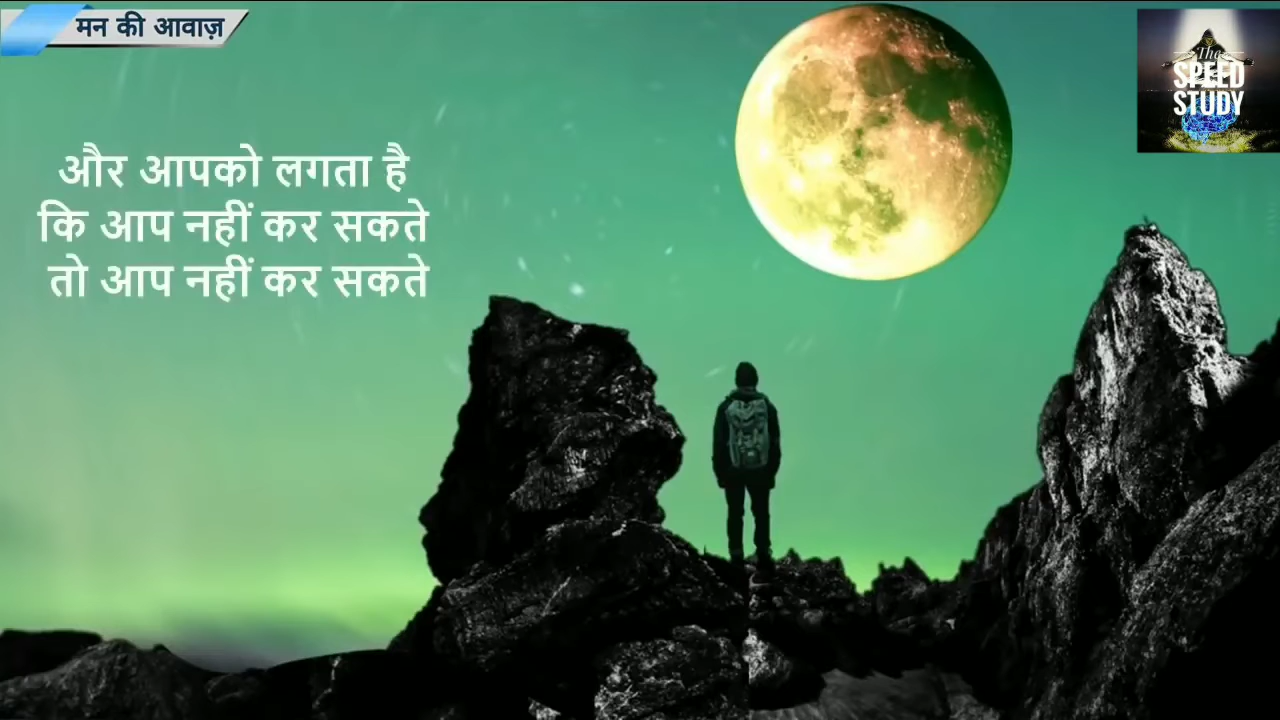 मन की आवाज़
The
SPEED
STUDY
और आपको लगता है
कि आप नहीं कर सकते
तो आप नहीं कर सकते